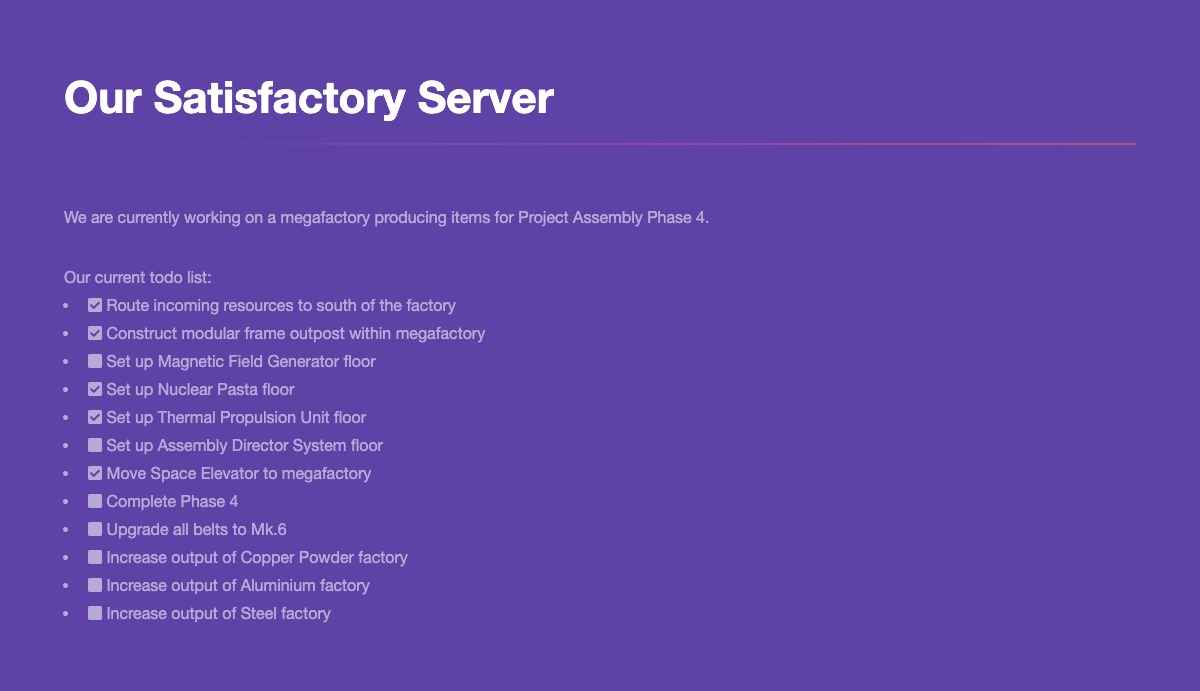 Our Satisfactory Server
We are currently working on a megafactory producing items for Project Assembly Phase 4.
Our current todo list:
• ☑ Route incoming resources to south of the factory
• ☑ Construct modular frame outpost within megafactory
• ☐ Set up Magnetic Field Generator floor
• ☑ Set up Nuclear Pasta floor
• ☑ Set up Thermal Propulsion Unit floor
• ☐ Set up Assembly Director System floor
• ☑ Move Space Elevator to megafactory
• ☐ Complete Phase 4
• ☐ Upgrade all belts to Mk.6
• ☐ Increase output of Copper Powder factory
• ☐ Increase output of Aluminium factory
• ☐ Increase output of Steel factory